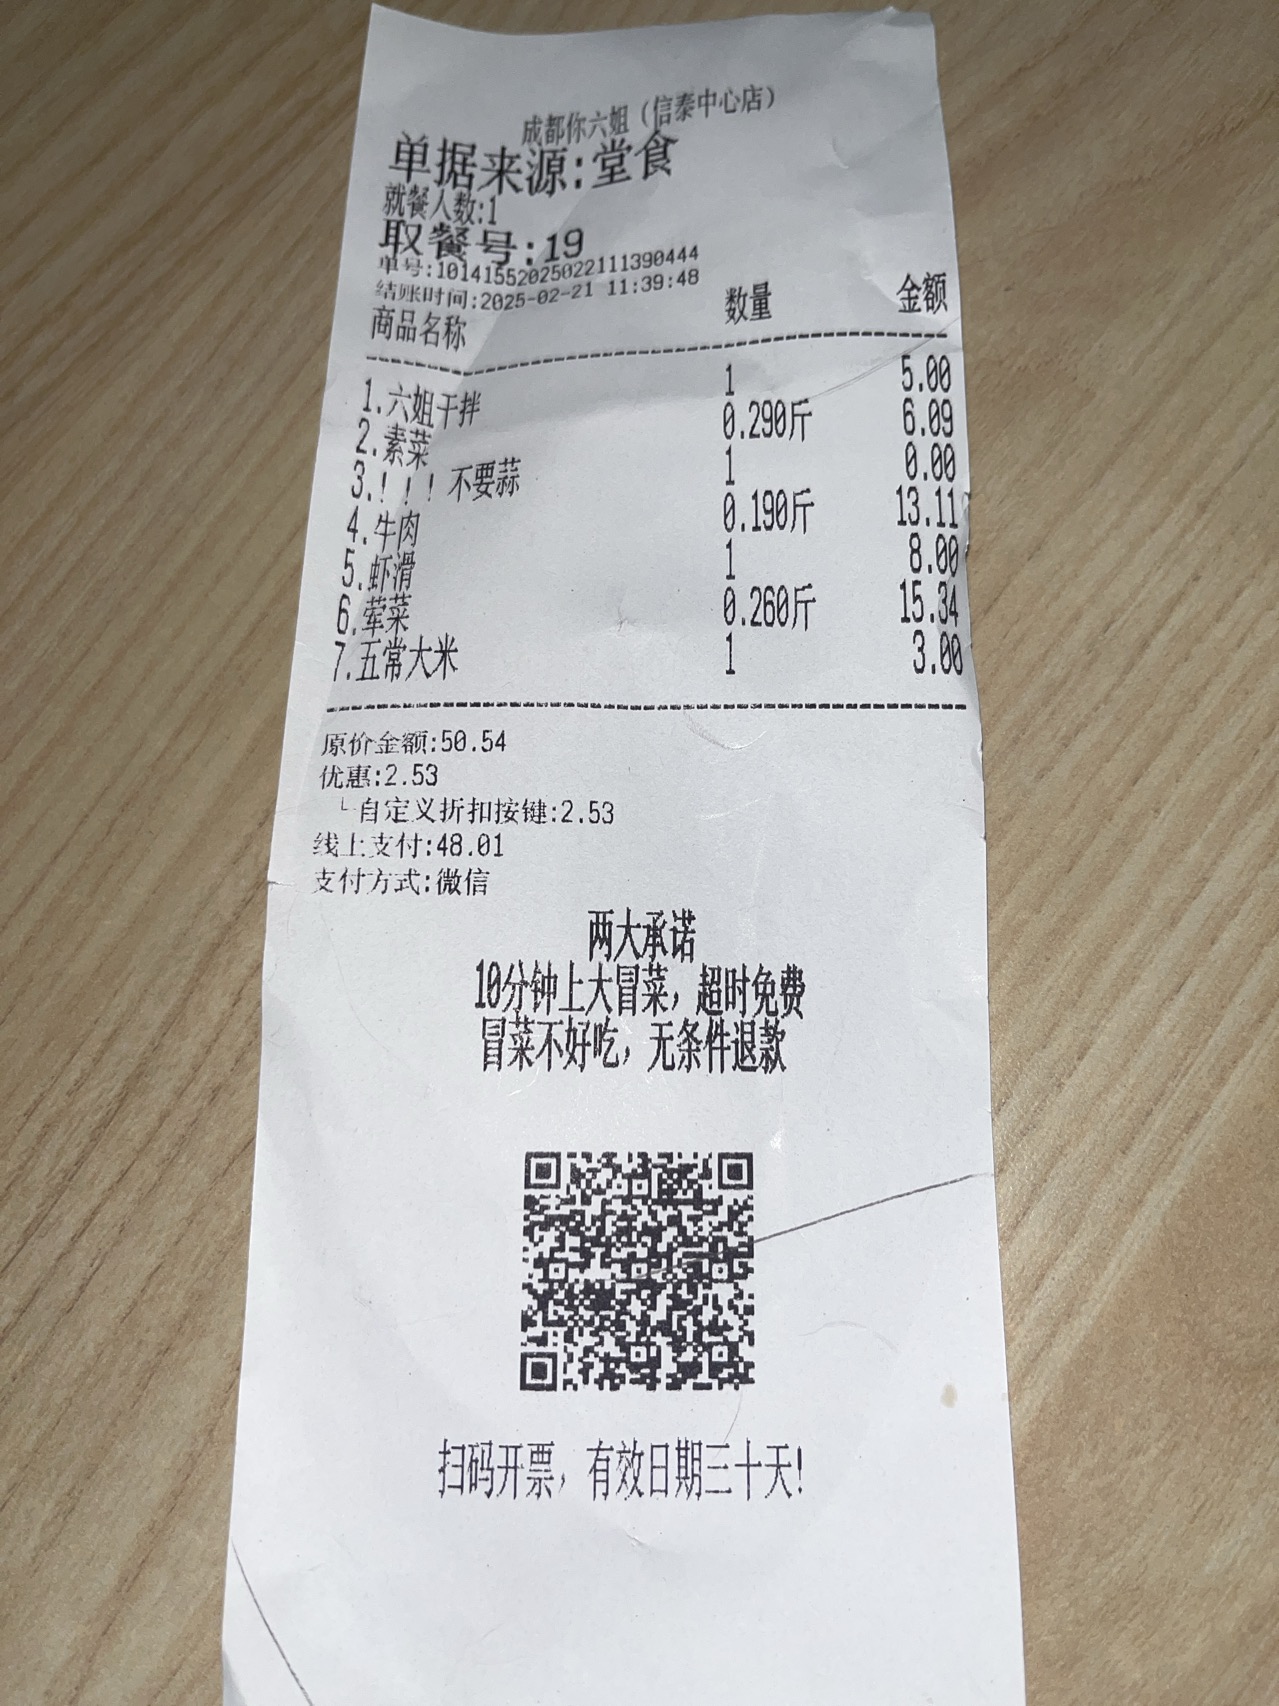 成都你六姐（信泰中心店）
单据来源:堂食
就餐人数:1
取餐号:19
单号:10141552025022111390444
结账时间:2025-02-21 11:39:48
商品名称 数量 金额
1.六姐干拌 1 5.00
2.素菜 0.290斤 6.09
3.！！！不要蒜 1 0.00
4.牛肉 0.190斤 13.11
5.虾滑 1 8.00
6.荤菜 0.260斤 15.34
7.五常大米 1 3.00
原价金额:50.54
优惠:2.53
└自定义折扣按键:2.53
线上支付:48.01
支付方式:微信
两大承诺
10分钟上大冒菜，超时免费
冒菜不好吃，无条件退款
扫码开票，有效日期三十天!